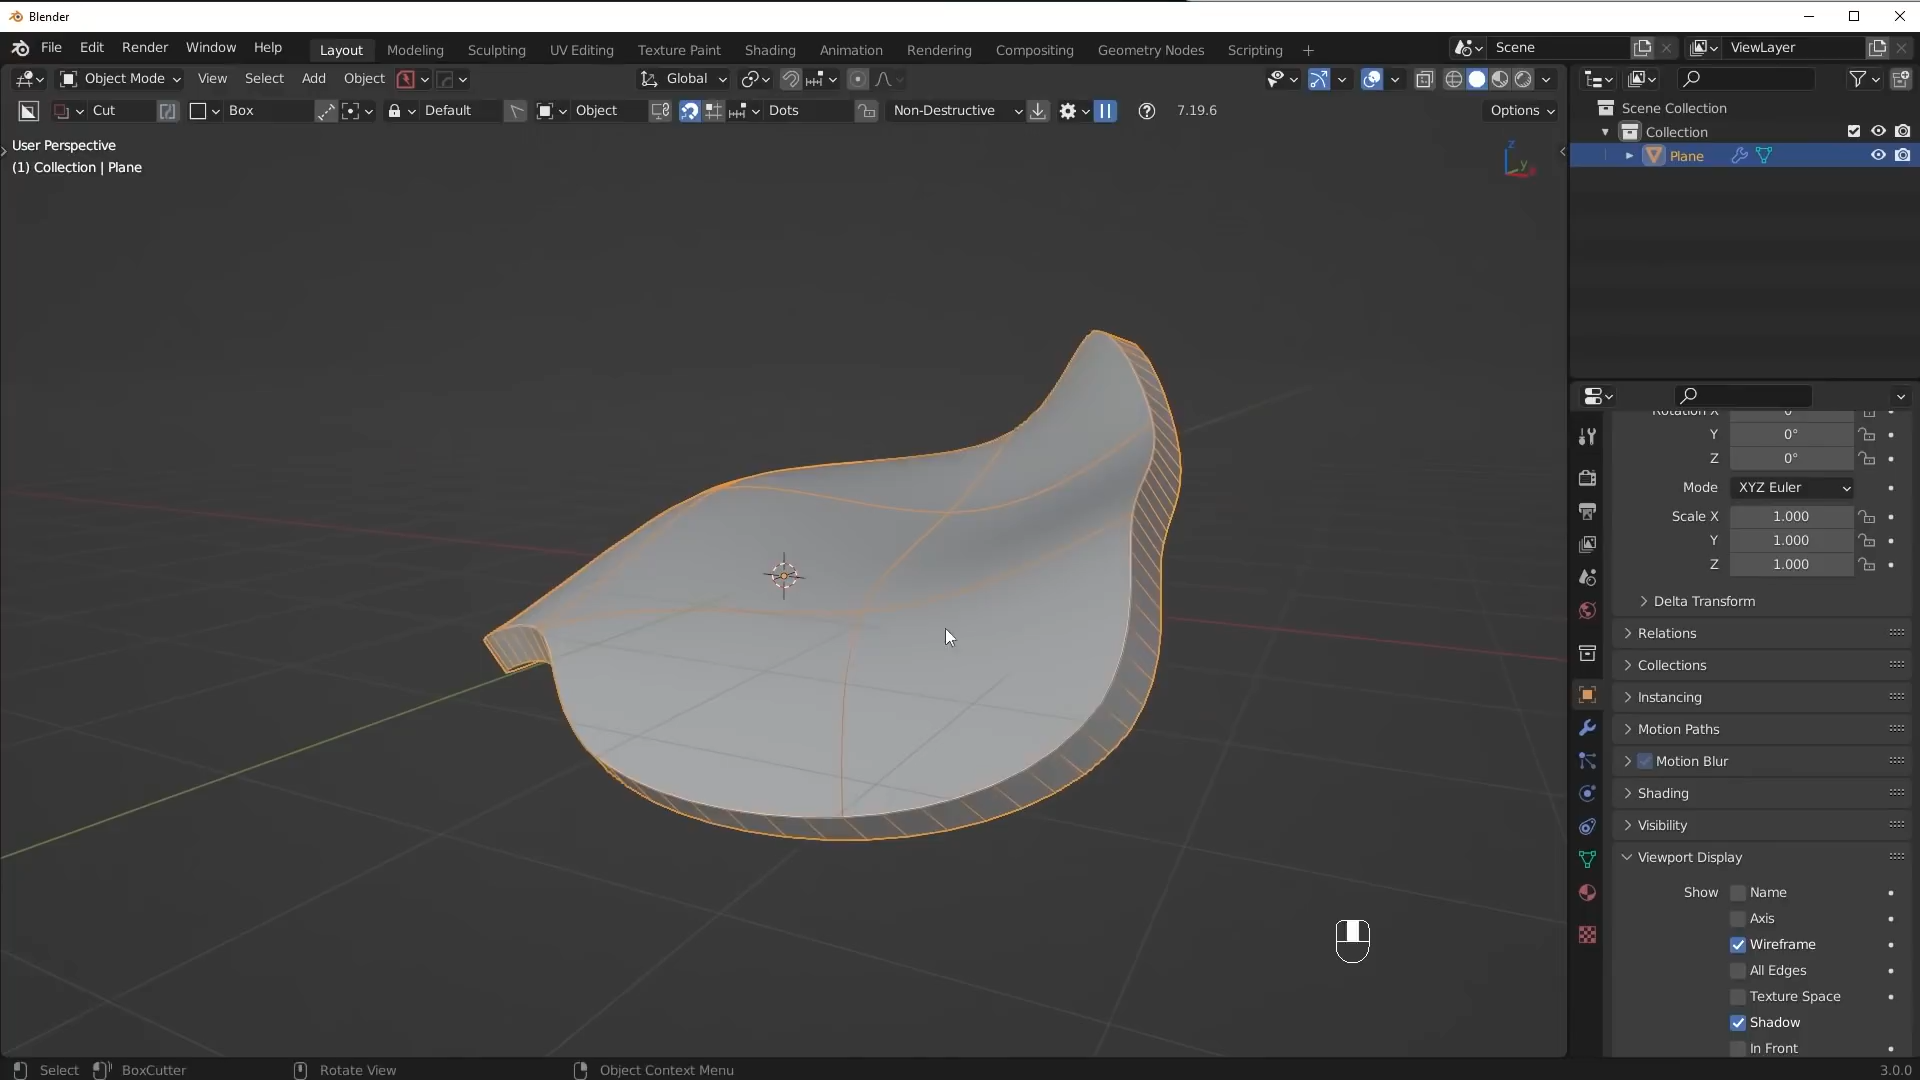 Blender
File Edit Render Window Help Layout Modeling Sculpting UV Editing Texture Paint Shading Animation Rendering Compositing Geometry Nodes Scripting + Scene ViewLayer
Object Mode View Select Add Object Global
Cut Box Default Object Dots Non-Destructive 7.19.6 Options
User Perspective
(1) Collection | Plane
Z
Y
Scene Collection
Collection
Plane
Rotation X 0°
Y 0°
Z 0°
Mode XYZ Euler
Scale X 1.000
Y 1.000
Z 1.000
Delta Transform
Relations
Collections
Instancing
Motion Paths
Motion Blur
Shading
Visibility
Viewport Display
Show Name
Axis
Wireframe
All Edges
Texture Space
Shadow
In Front
Select BoxCutter Rotate View Object Context Menu 3.0.0